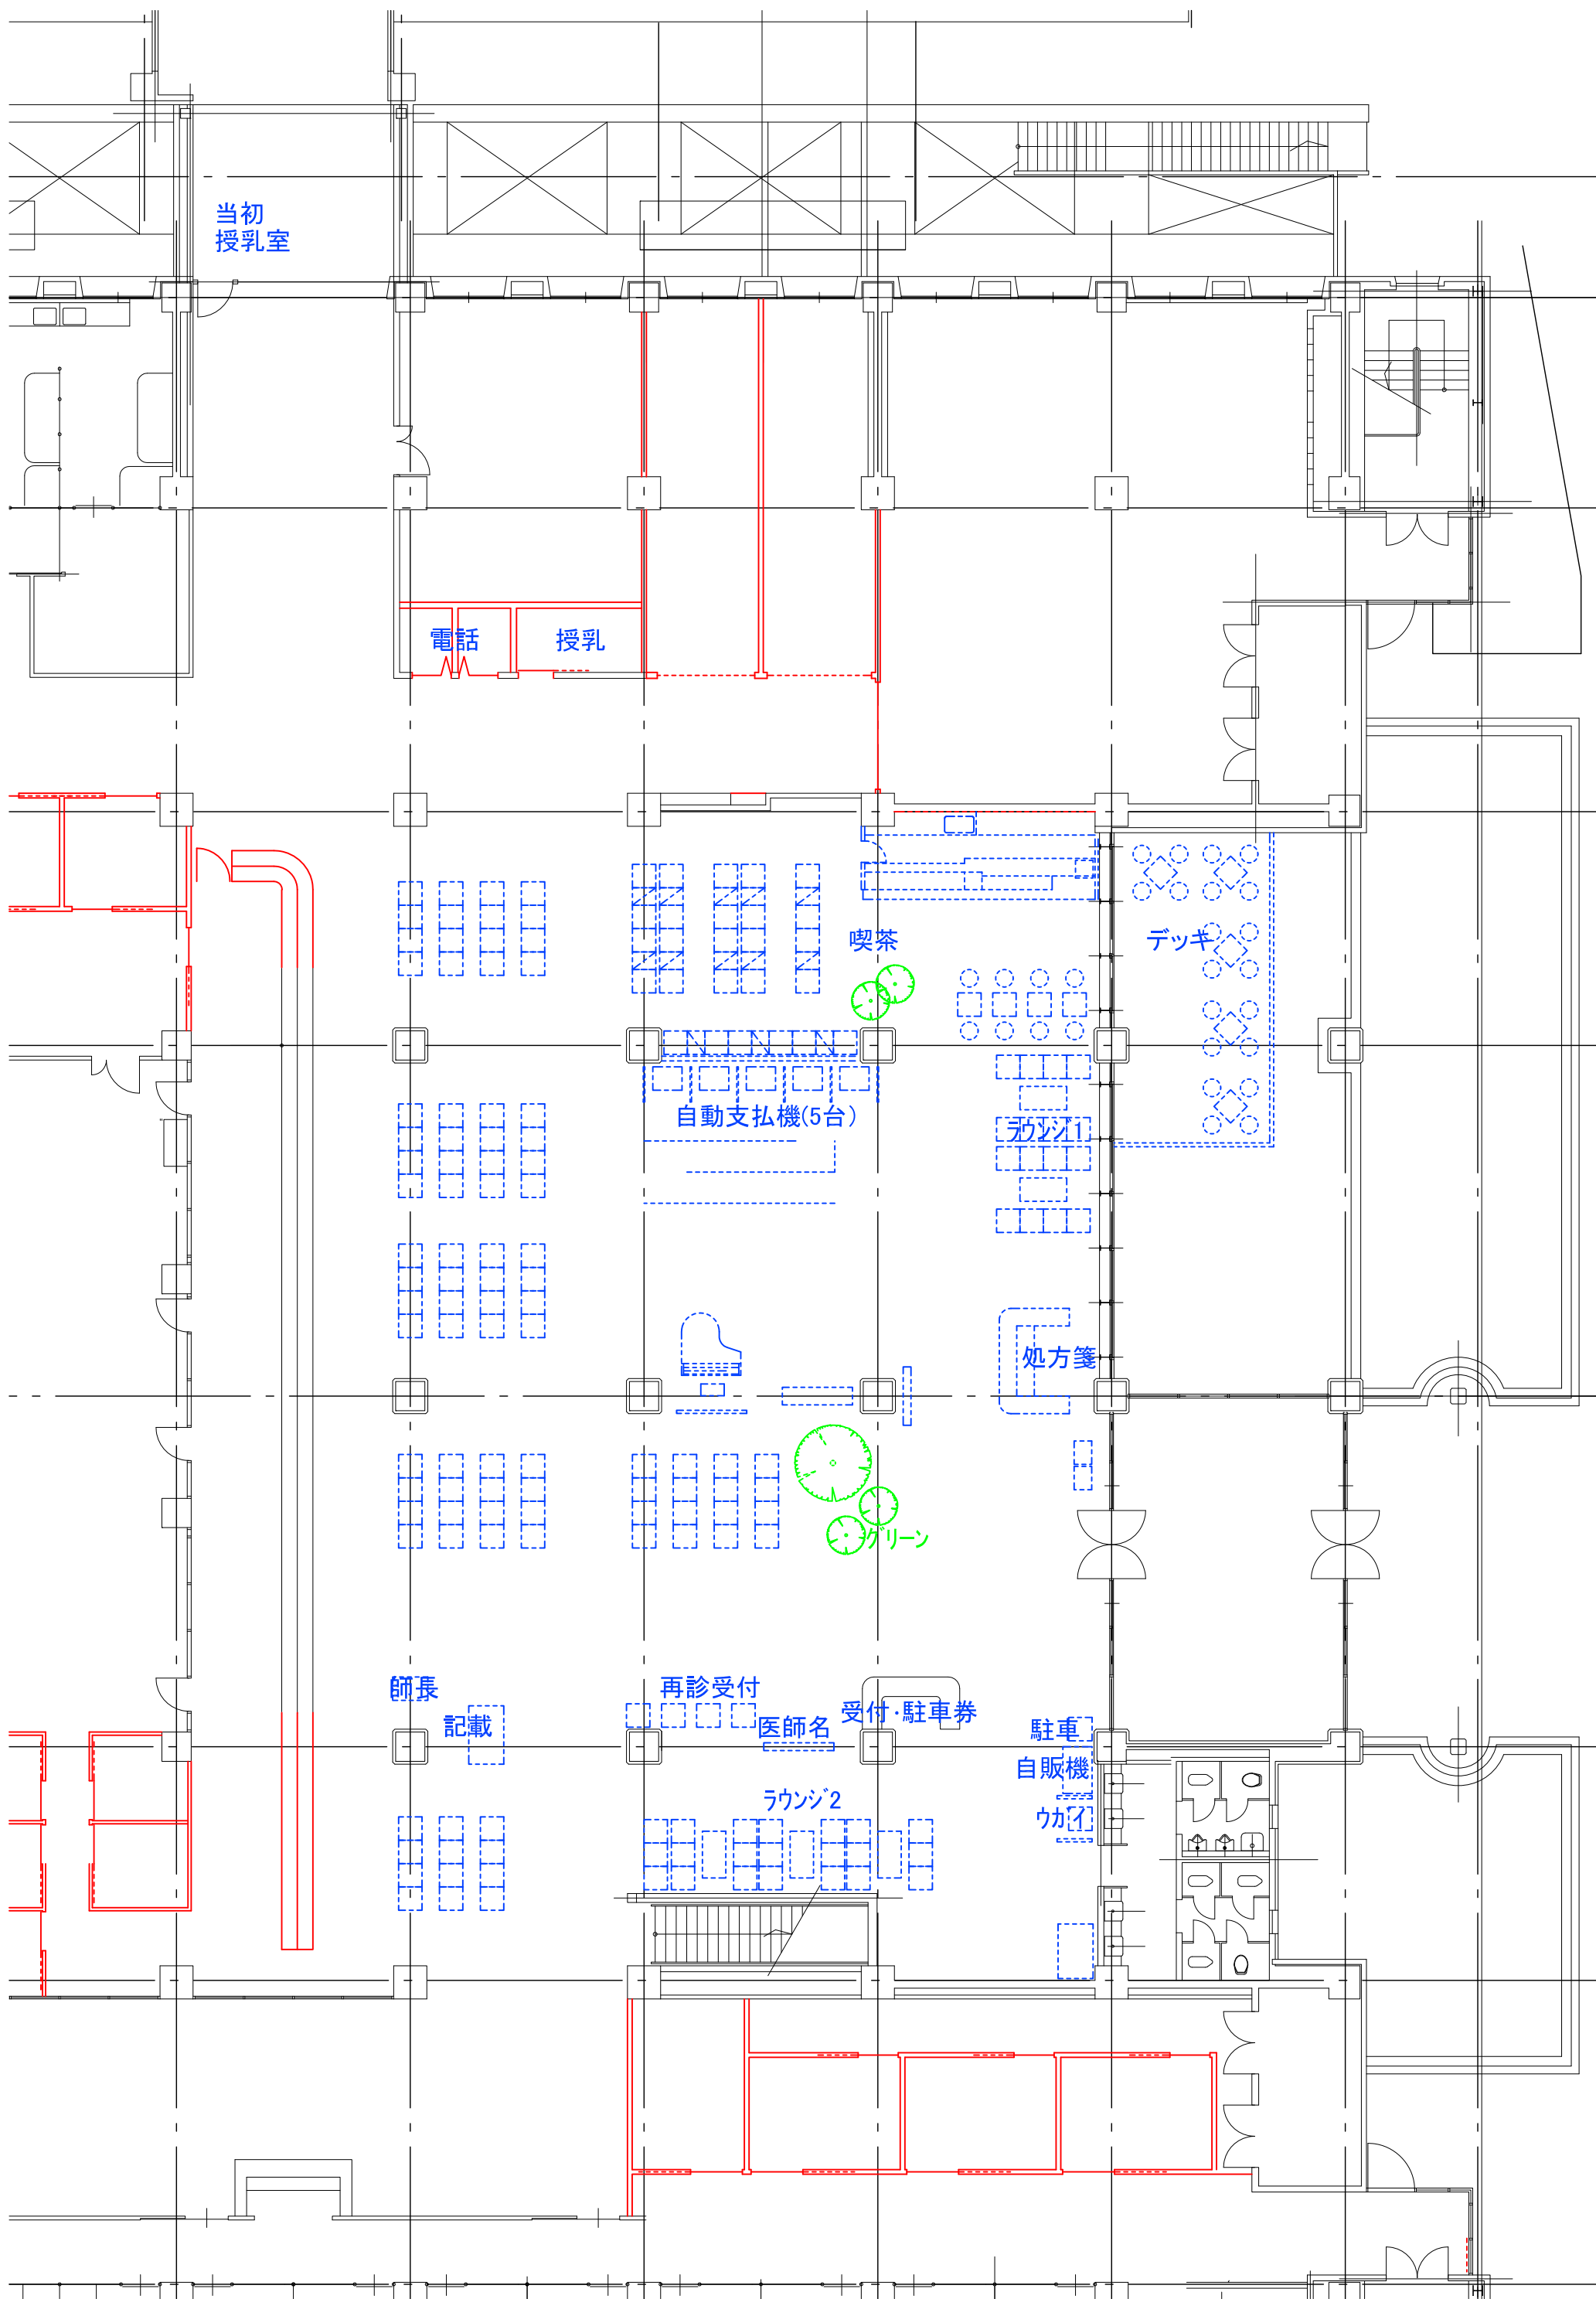 当初
授乳室
電話
授乳
喫茶
デッキ
自動支払機(5台)
ラウンジ1
処方箋
グリーン
師長
再診受付
記載
医師名
受付・駐車券
駐車
自販機
ラウンジ2
ウガイ